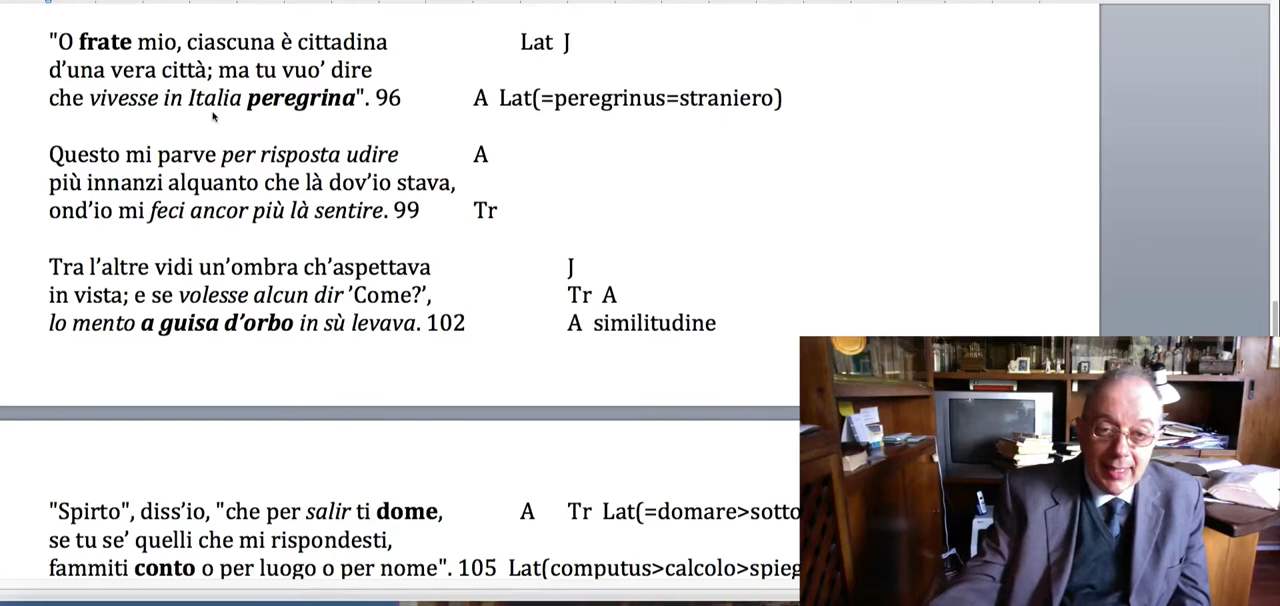 "O frate mio, ciascuna è cittadina Lat J
d'una vera città; ma tu vuo' dire
che vivesse in Italia peregrina". 96 A Lat(=peregrinus=straniero)
Questo mi parve per risposta udire A
più innanzi alquanto che là dov'io stava,
ond'io mi feci ancor più là sentire. 99 Tr
Tra l'altre vidi un'ombra ch'aspettava J
in vista; e se volesse alcun dir 'Come?', Tr A
lo mento a guisa d'orbo in sù levava. 102 A similitudine
"Spirto", diss'io, "che per salir ti dome, A Tr Lat(=domare>sotto
se tu se' quelli che mi rispondesti,
fammiti conto o per luogo o per nome". 105 Lat(computus>calcolo>spieg